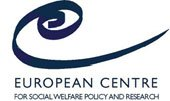 EUROPEAN CENTRE
FOR SOCIAL WELFARE POLICY AND RESEARCH